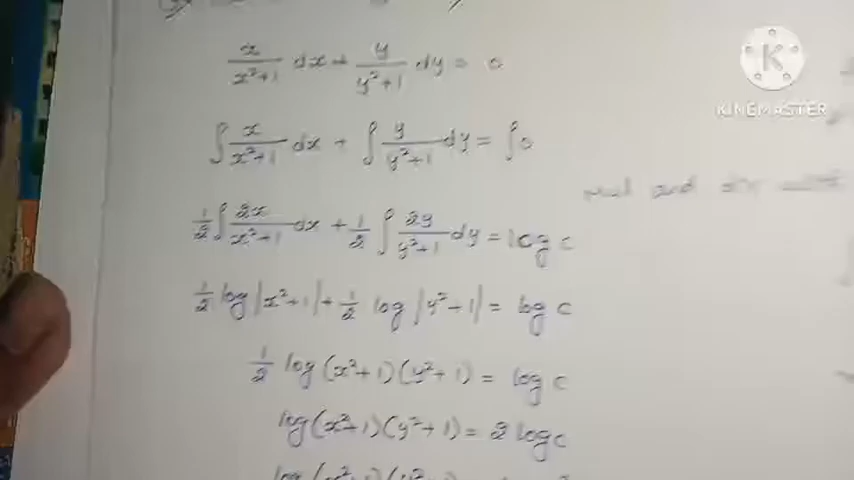 x/(x²+1) dx + y/(y²+1) dy = 0
∫ x/(x²+1) dx + ∫ y/(y²+1) dy = ∫ 0
1/2 ∫ 2x/(x²+1) dx + 1/2 ∫ 2y/(y²+1) dy = log c
1/2 log |x²+1| + 1/2 log |y²+1| = log c
1/2 log (x²+1)(y²+1) = log c
log(x²+1)(y²+1) = 2 log c
K
KINEMASTER
and